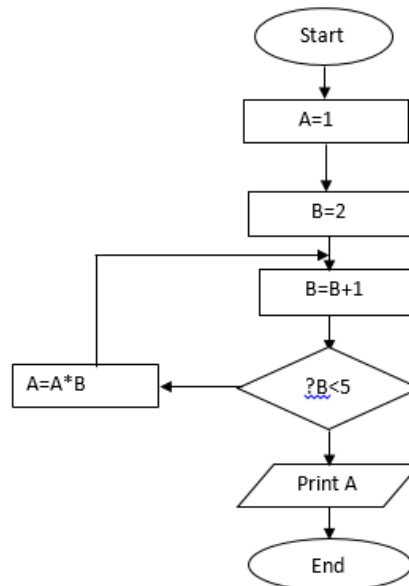 Start
A=1
B=2
B=B+1
?B<5
A=A*B
Print A
End